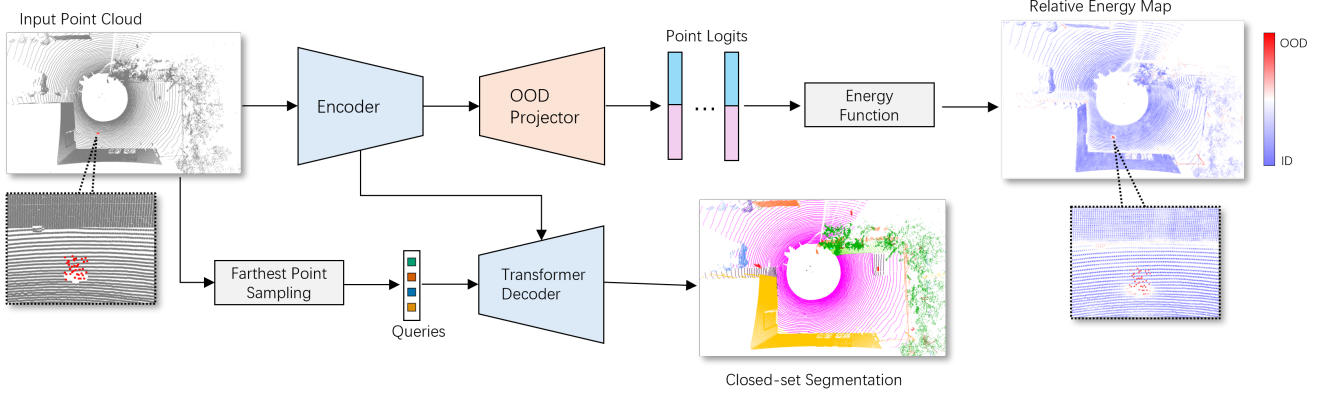 Input Point Cloud
Relative Energy Map
Point Logits
OOD
Encoder
OOD
Projector
...
Energy
Function
ID
Farthest Point
Sampling
Transformer
Decoder
Queries
Closed-set Segmentation